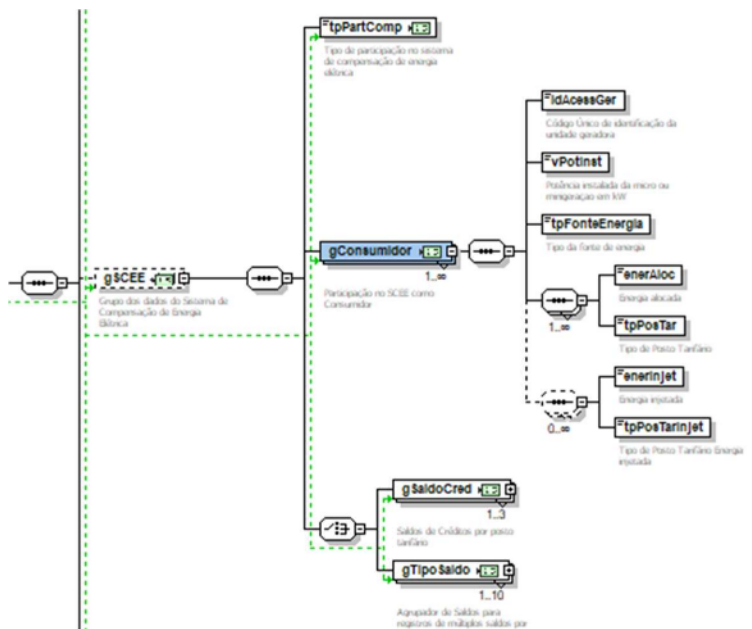 tpPartComp
Tipo de participação no sistema
de compensação de energia
elétrica
IdAcessGer
Código Único de identificação da
unidade geradora
vPotInst
Potência instalada da micro ou
minigeração em kW
tpFonteEnergia
Tipo da fonte de energia
gConsumidor
1..∞
Participação no SCEE como
Consumidor
gSCEE
Grupo dos dados do Sistema de
Compensação de Energia
Elétrica
enerAloc
Energia alocada
tpPosTar
Tipo de Posto Tarifário
1..∞
enerInjet
Energia injetada
tpPosTarInjet
Tipo de Posto Tarifário Energia
injetada
0..∞
gSaldoCred
1..3
Saldos de Créditos por posto
tarifário
gTipoSaldo
1..10
Agrupador de Saldos para
registros de múltiplos saldos por